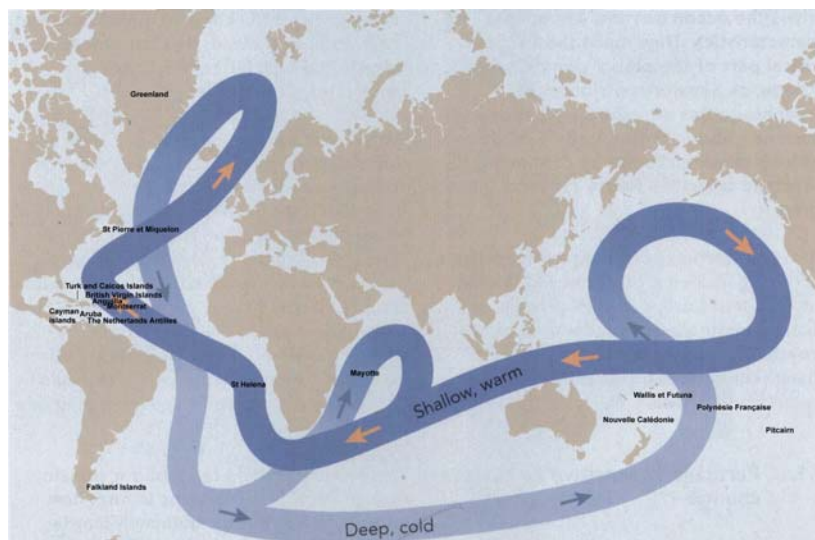 Greenland
St Pierre et Miquelon
Turk and Caicos Islands
British Virgin Islands
Anguilla
Montserrat
Cayman
islands
Aruba
The Netherlands Antilles
St Helena
Mayotte
Shallow, warm
Wallis et Futuna
Polynésie Française
Nouvelle Calédonie
Pitcairn
Falkland Islands
Deep, cold